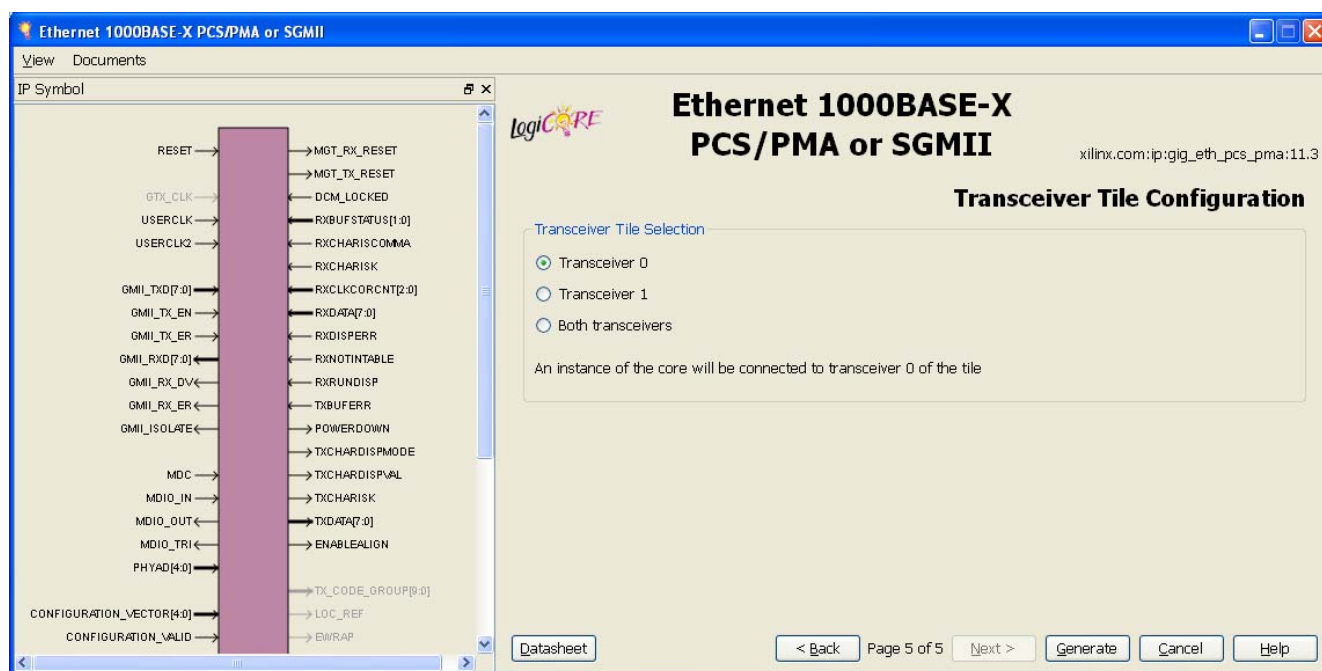 Ethernet 1000BASE-X PCS/PMA or SGMII
View Documents
IP Symbol
RESET
MGT_RX_RESET
MGT_TX_RESET
GTX_CLK
DCM_LOCKED
USERCLK
RXBUFSTATUS[1:0]
USERCLK2
RXCHARISCOMMA
RXCHARISK
GMII_TXD[7:0]
RXCLKCORCNT[2:0]
GMII_TX_EN
RXDATA[7:0]
GMII_TX_ER
RXDISPERR
GMII_RXD[7:0]
RXNOTINTABLE
GMII_RX_DV
RXRUNDISP
GMII_RX_ER
TXBUFERR
GMII_ISOLATE
POWERDOWN
TXCHARDISPMODE
MDC
TXCHARDISPVAL
MDIO_IN
TXCHARISK
MDIO_OUT
TXDATA[7:0]
MDIO_TRI
ENABLEALIGN
PHYAD[4:0]
TX_CODE_GROUP[9:0]
CONFIGURATION_VECTOR[4:0]
LOC_REF
CONFIGURATION_VALID
EWRAP
LogiCORE
Ethernet 1000BASE-X
PCS/PMA or SGMII
xilinx.com:ip:gig_eth_pcs_pma:11.3
Transceiver Tile Configuration
Transceiver Tile Selection
Transceiver 0
Transceiver 1
Both transceivers
An instance of the core will be connected to transceiver 0 of the tile
Datasheet
< Back Page 5 of 5 Next > Generate Cancel Help